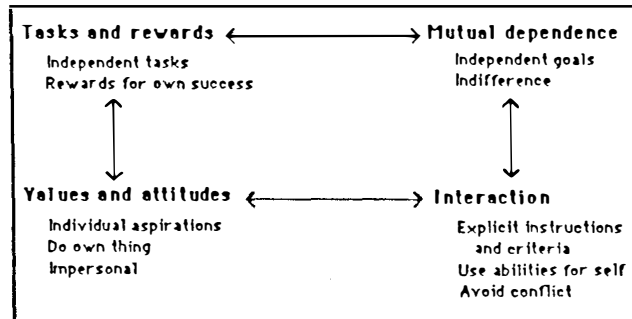 Tasks and rewards
Independent tasks
Rewards for own success
Mutual dependence
Independent goals
Indifference
Values and attitudes
Individual aspirations
Do own thing
Impersonal
Interaction
Explicit instructions
and criteria
Use abilities for self
Avoid conflict